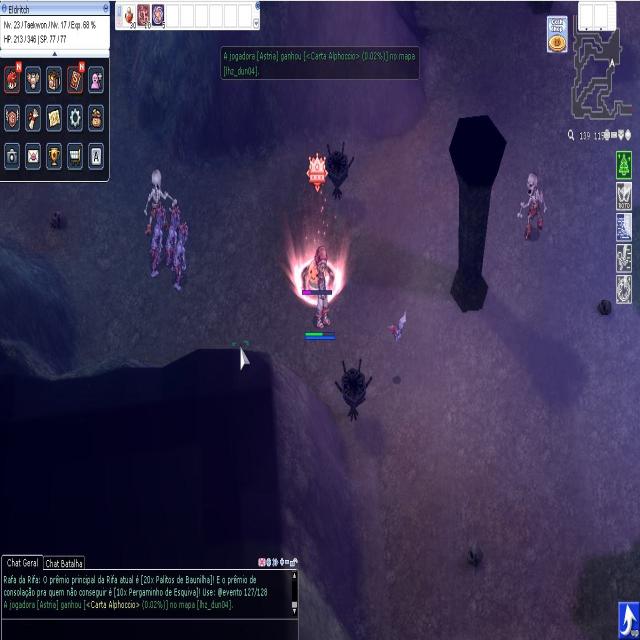 Eldritch
Nv. 23 / Taekwon / Nv. 17 / Exp. 68 %
HP. 213 / 346 | SP. 77 / 77
A jogadora [Astria] ganhou [<Carta Alphoccio> (0.02%)] no mapa
[lhz_dun04].
139 115
Chat Geral Chat Batalha
Rafa da Rifa: O prêmio principal da Rifa atual é [20x Palitos de Baunilha]! E o prêmio de
consolação pra quem não conseguir é [10x Pergaminho de Esquiva]! Use: @evento 127/128
A jogadora [Astria] ganhou [<Carta Alphoccio> (0.02%)] no mapa [lhz_dun04].